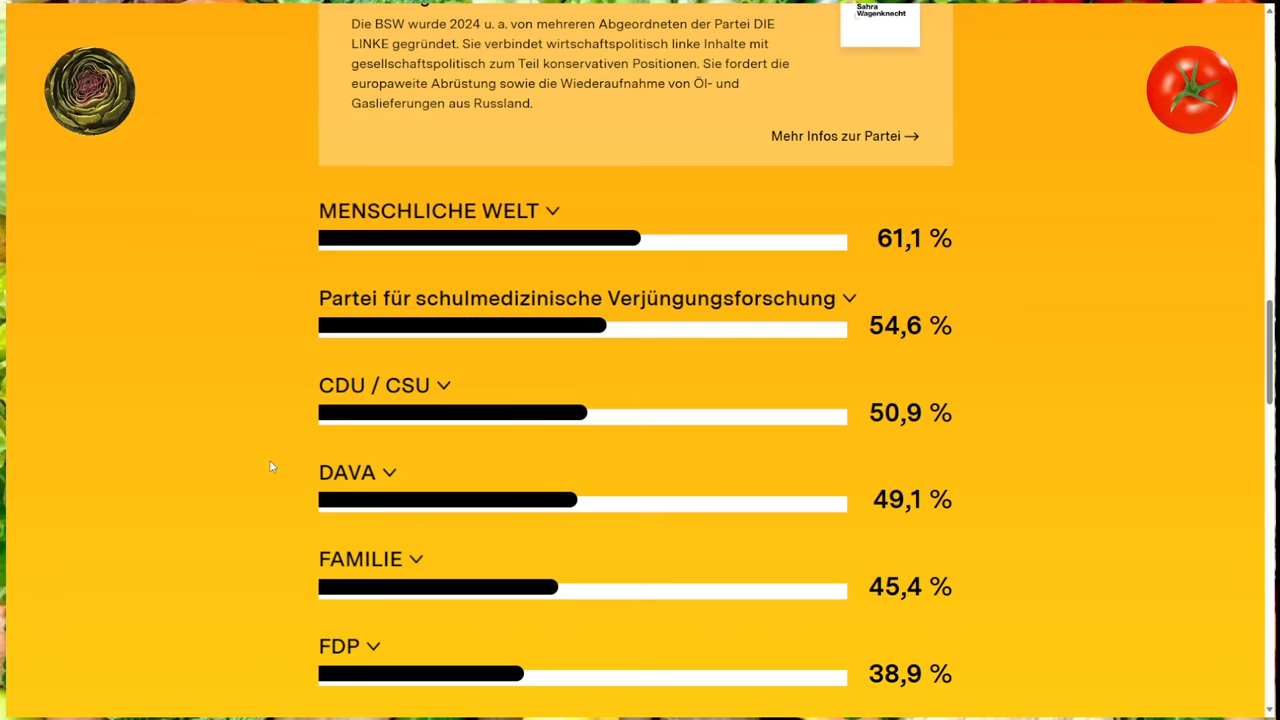 Sahra
Wagenknecht
Die BSW wurde 2024 u. a. von mehreren Abgeordneten der Partei DIE
LINKE gegründet. Sie verbindet wirtschaftspolitisch linke Inhalte mit
gesellschaftspolitisch zum Teil konservativen Positionen. Sie fordert die
europaweite Abrüstung sowie die Wiederaufnahme von Öl- und
Gaslieferungen aus Russland.
Mehr Infos zur Partei →
MENSCHLICHE WELT
61,1 %
Partei für schulmedizinische Verjüngungsforschung
54,6 %
CDU / CSU
50,9 %
DAVA
49,1 %
FAMILIE
45,4 %
FDP
38,9 %